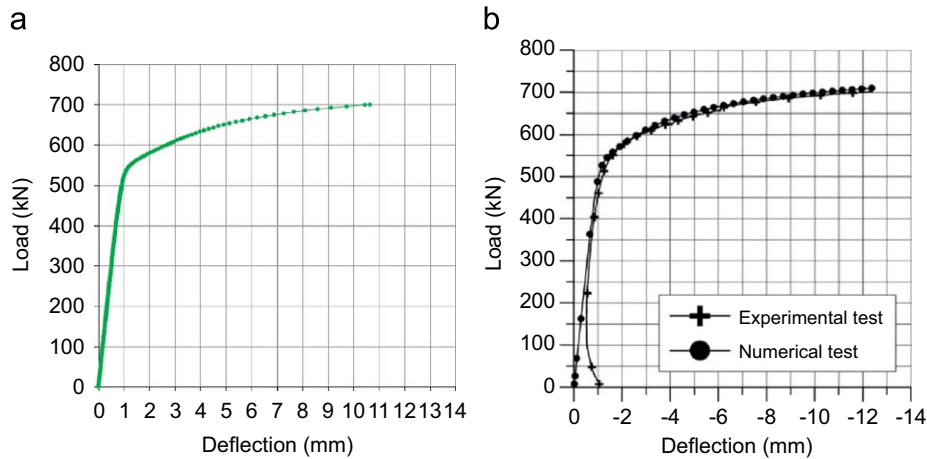 a
800
700
600
500
400
300
200
100
0
Load (kN)
0 1 2 3 4 5 6 7 8 9 10 11 12 13 14
Deflection (mm)
b
800
700
600
500
400
300
200
100
0
Load (kN)
Experimental test
Numerical test
0 -2 -4 -6 -8 -10 -12 -14
Deflection (mm)